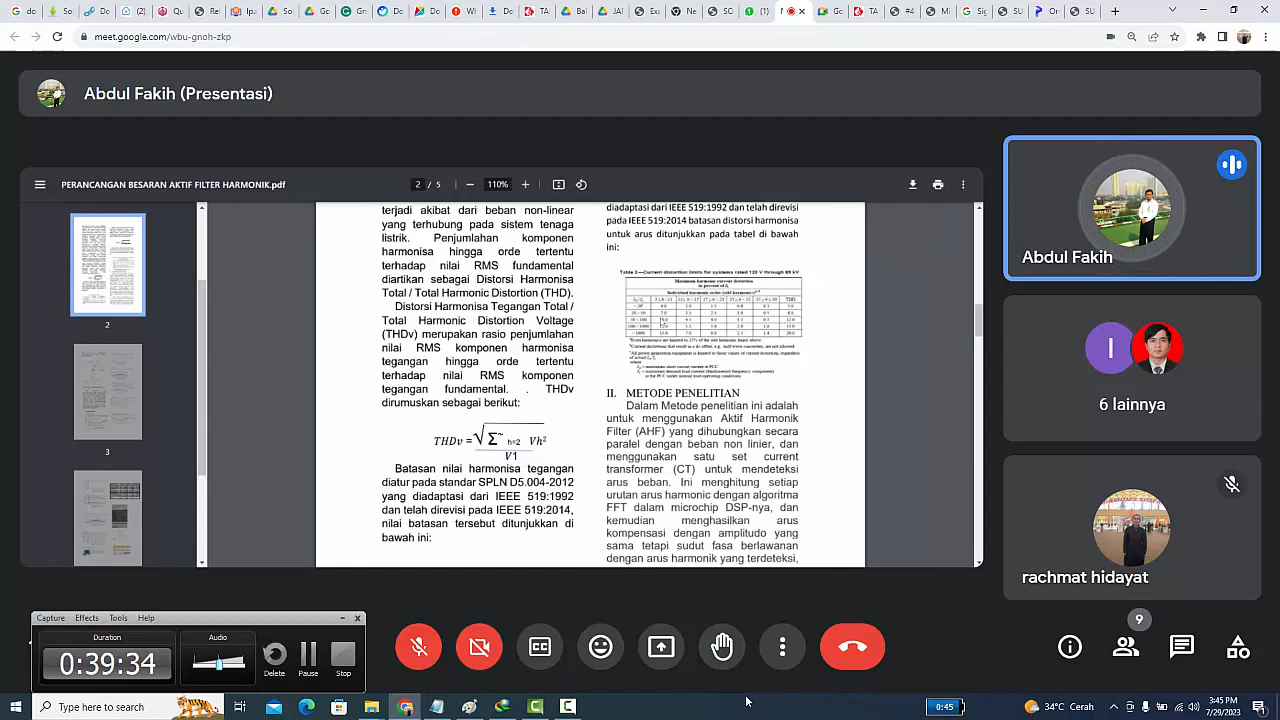 meet.google.com/wbu-gnoh-zkp
Abdul Fakih (Presentasi)
PERANCANGAN BESARAN AKTIF FILTER HARMONIK.pdf
2 / 5
110%
2
3
terjadi akibat dari beban non-linear
yang terhubung pada sistem tenaga
listrik. Penjumlahan komponen
harmonisa hingga orde tertentu
terhadap nilai RMS fundamental
diartikan sebagai Distorsi Harmonisa
Total / Total Harmonic Distortion (THD).
Distorsi Harmonisa Tegangan Total /
Total Harmonic Distortion Voltage
(THDv) merupakan rasio penjumlahan
nilai RMS komponen harmonisa
tegangan hingga orde tertentu
terhadap nilai RMS komponen
tegangan fundamental. . THDv
dirumuskan sebagai berikut:
THDv = √Σ~ h=2 Vh²
V1
Batasan nilai harmonisa tegangan
diatur pada standar SPLN D5.004-2012
yang diadaptasi dari IEEE 519:1992
dan telah direvisi pada IEEE 519:2014,
nilai batasan tersebut ditunjukkan di
bawah ini:
diadaptasi dari IEEE 519:1992 dan telah direvisi
pada IEEE 519:2014 batasan distorsi harmonisa
untuk arus ditunjukkan pada tabel di bawah
ini:
Table 2—Current distortion limits for systems rated 120 V through 69 kV
Maximum harmonic current distortion
in percent of
Individual harmonic order (odd harmonics)
TDD
II. METODE PENELITIAN
Dalam Metode penelitian ini adalah
untuk menggunakan Aktif Harmonik
Filter (AHF) yang dihubungkan secara
paralel dengan beban non linier, dan
menggunakan satu set current
transformer (CT) untuk mendeteksi
arus beban. Ini menghitung setiap
urutan arus harmonic dengan algoritma
FFT dalam microchip DSP-nya, dan
kemudian menghasilkan arus
kompensasi dengan amplitudo yang
sama tetapi sudut fasa berlawanan
dengan arus harmonik yang terdeteksi,
Abdul Fakih
I
6 lainnya
rachmat hidayat
9
Capture Effects Tools Help
Duration
0:39:34
Audio
Delete
Pause
Stop
Type here to search
0:45
34°C Cerah
3:45 PM
7/29/2023